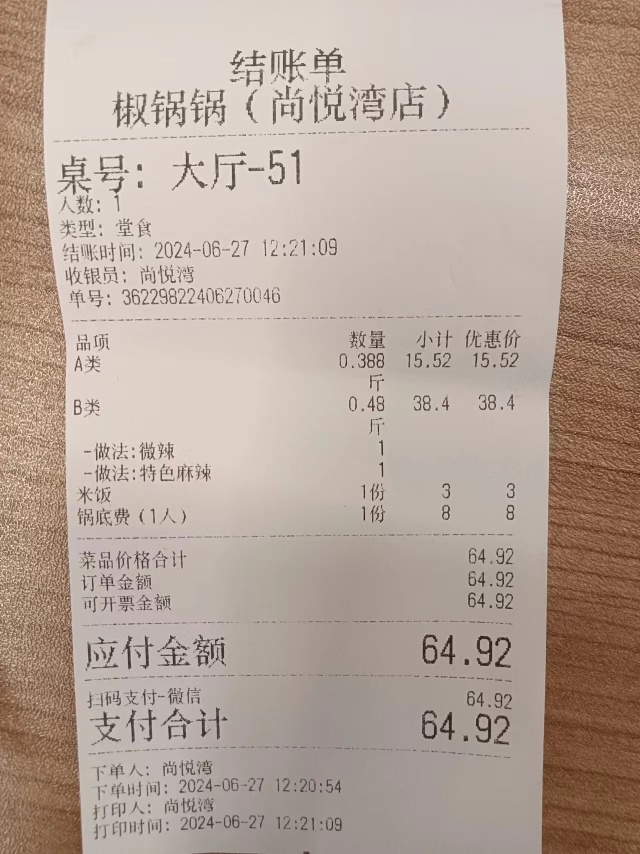 结账单
椒锅锅（尚悦湾店）
桌号: 大厅-51
人数: 1
类型: 堂食
结账时间: 2024-06-27 12:21:09
收银员: 尚悦湾
单号: 36229822406270046
品项 数量 小计 优惠价
A类 0.388 15.52 15.52
斤
B类 0.48 38.4 38.4
斤
-做法:微辣 1
-做法:特色麻辣 1
米饭 1份 3 3
锅底费（1人） 1份 8 8
菜品价格合计 64.92
订单金额 64.92
可开票金额 64.92
应付金额 64.92
扫码支付-微信 64.92
支付合计 64.92
下单人: 尚悦湾
下单时间: 2024-06-27 12:20:54
打印人: 尚悦湾
打印时间: 2024-06-27 12:21:09